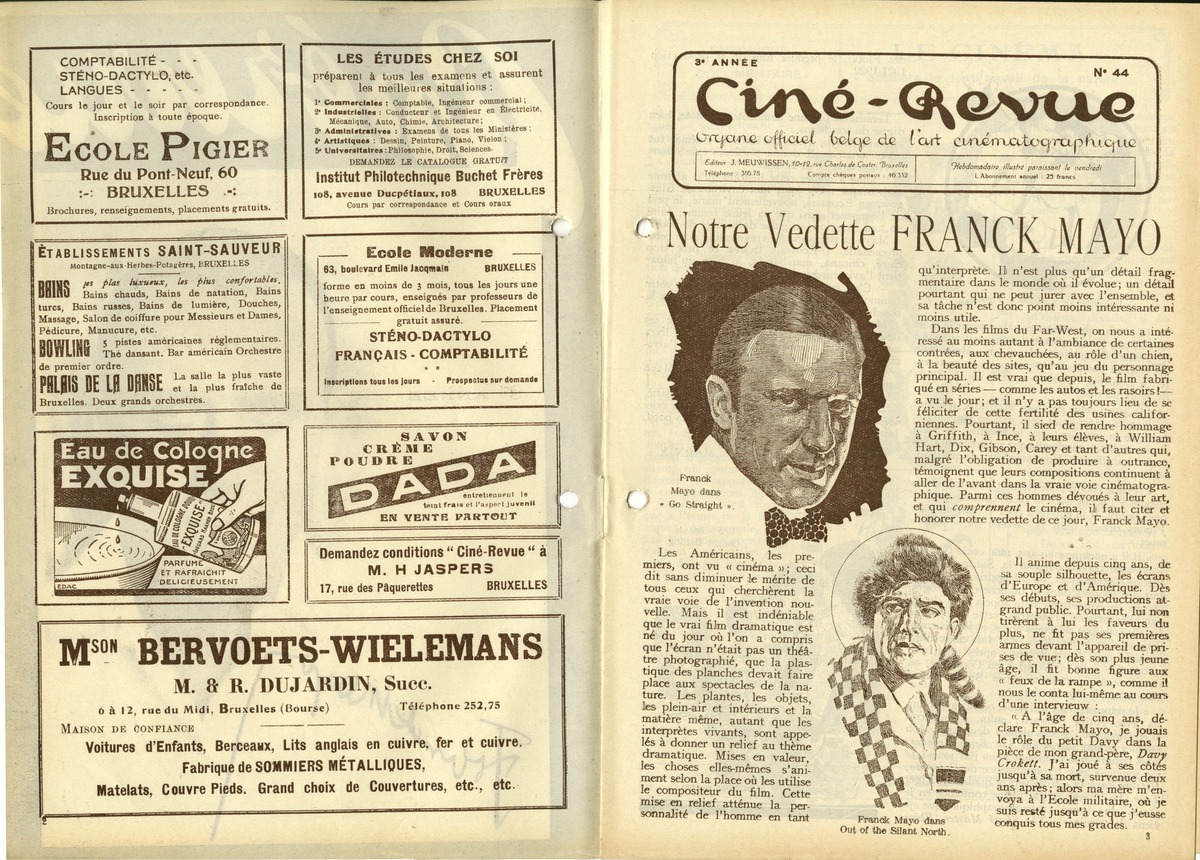 COMPTABILITÉ - - -
STÉNO-DACTYLO, etc.
LANGUES - - - - -
Cours le jour et le soir par correspondance.
Inscription à toute époque.
ECOLE PIGIER
Rue du Pont-Neuf, 60
:-: BRUXELLES :-:
Brochures, renseignements, placements gratuits.
LES ÉTUDES CHEZ SOI
préparent à tous les examens et assurent
les meilleures situations :
1° Commerciales : Comptable, Ingénieur commercial ;
2° Industrielles : Conducteur et Ingénieur en Électricité,
Mécanique, Auto, Chimie, Architecture ;
3° Administratives : Examens de tous les Ministères ;
4° Artistiques : Dessin, Peinture, Piano, Violon ;
5° Universitaires : Philosophie, Droit, Sciences.
DEMANDEZ LE CATALOGUE GRATUIT
Institut Philotechnique Buchet Frères
108, avenue Ducpétiaux, 108 BRUXELLES
Cours par correspondance et Cours oraux
ÉTABLISSEMENTS SAINT-SAUVEUR
Montagne-aux-Herbes-Potagères, BRUXELLES
BAINS les plus luxueux, les plus confortables,
Bains chauds, Bains de natation, Bains
turcs, Bains russes, Bains de lumière, Douches,
Massage, Salon de coiffure pour Messieurs et Dames,
Pédicure, Manucure, etc.
BOWLING 5 pistes américaines réglementaires.
Thé dansant. Bar américain Orchestre
de premier ordre.
PALAIS DE LA DANSE La salle la plus vaste
et la plus fraîche de
Bruxelles. Deux grands orchestres.
Ecole Moderne
63, boulevard Emile Jacqmain BRUXELLES
forme en moins de 3 mois, tous les jours une
heure par cours, enseignés par professeurs de
l'enseignement officiel de Bruxelles. Placement
gratuit assuré.
STÉNO-DACTYLO
FRANÇAIS - COMPTABILITÉ
Inscriptions tous les jours - Prospectus sur demande
Eau de Cologne
EXQUISE
EAU DE COLOGNE DOUBLE
"EXQUISE"
PARFUME
ET RAFRAICHIT
DELICIEUSEMENT
EDAC
SAVON
CRÈME
POUDRE
DADA
entretiennent le
teint frais et l'aspect juvénil
EN VENTE PARTOUT
Demandez conditions " Ciné-Revue " à
M. H JASPERS
17, rue des Pâquerettes BRUXELLES
MSON BERVOETS-WIELEMANS
M. & R. DUJARDIN, Succ.
6 à 12, rue du Midi, Bruxelles (Bourse) Téléphone 252,75
MAISON DE CONFIANCE
Voitures d'Enfants, Berceaux, Lits anglais en cuivre, fer et cuivre.
Fabrique de SOMMIERS MÉTALLIQUES,
Matelats, Couvre Pieds. Grand choix de Couvertures, etc., etc.
2
3e ANNÉE
N° 44
Ciné-Revue
Organe officiel belge de l'art cinématographique
Editeur : J. MEUWISSEN, 10-12, rue Charles de Coster, Bruxelles
Téléphone : 316.78 Compte chèques postaux : 46.552
Hebdomadaire illustré paraissant le vendredi
L'Abonnement annuel : 25 francs
Notre Vedette FRANCK MAYO
Franck
Mayo dans
« Go Straight ».
Les Américains, les pre-
miers, ont vu « cinéma » ; ceci
dit sans diminuer le mérite de
tous ceux qui cherchèrent la
vraie voie de l'invention nou-
velle. Mais il est indéniable
que le vrai film dramatique est
né du jour où l'on a compris
que l'écran n'était pas un théâ-
tre photographié, que la plas-
tique des planches devait faire
place aux spectacles de la na-
ture. Les plantes, les objets,
les plein-air et intérieurs et la
matière même, autant que les
interprètes vivants, sont appe-
lés à donner un relief au thème
dramatique. Mises en valeur,
les choses elles-mêmes s'ani-
ment selon la place où les utilise
le compositeur du film. Cette
mise en relief atténue la per-
sonnalité de l'homme en tant
qu'interprète. Il n'est plus qu'un détail frag-
mentaire dans le monde où il évolue ; un détail
pourtant qui ne peut jurer avec l'ensemble, et
sa tâche n'est donc point moins intéressante ni
moins utile.
Dans les films du Far-West, on nous a inté-
ressé au moins autant à l'ambiance de certaines
contrées, aux chevauchées, au rôle d'un chien,
à la beauté des sites, qu'au jeu du personnage
principal. Il est vrai que depuis, le film fabri-
qué en séries — comme les autos et les rasoirs ! —
a vu le jour ; et il n'y a pas toujours lieu de se
féliciter de cette fertilité des usines califor-
niennes. Pourtant, il sied de rendre hommage
à Griffith, à Ince, à leurs élèves, à William
Hart, Dix, Gibson, Carey et tant d'autres qui,
malgré l'obligation de produire à outrance,
témoignent que leurs compositions continuent à
aller de l'avant dans la vraie voie cinématogra-
phique. Parmi ces hommes dévoués à leur art,
et qui comprennent le cinéma, il faut citer et
honorer notre vedette de ce jour, Franck Mayo.
Il anime depuis cinq ans, de
sa souple silhouette, les écrans
d'Europe et d'Amérique. Dès
ses débuts, ses productions at-
tirèrent à lui les faveurs du
grand public. Pourtant, lui non
plus, ne fit pas ses premières
armes devant l'appareil de pri-
ses de vue ; dès son plus jeune
âge, il fit bonne figure aux
« feux de la rampe », comme il
nous le conta lui-même au cours
d'une interview :
« A l'âge de cinq ans, dé-
clare Franck Mayo, je jouais
le rôle du petit Davy dans la
pièce de mon grand-père, Davy
Crokett. J'ai joué à ses côtés
jusqu'à sa mort, survenue deux
ans après ; alors ma mère m'en-
voya à l'Ecole militaire, où je
suis resté jusqu'à ce que j'eusse
conquis tous mes grades.
Franck Mayo dans
Out of the Silant North.
3